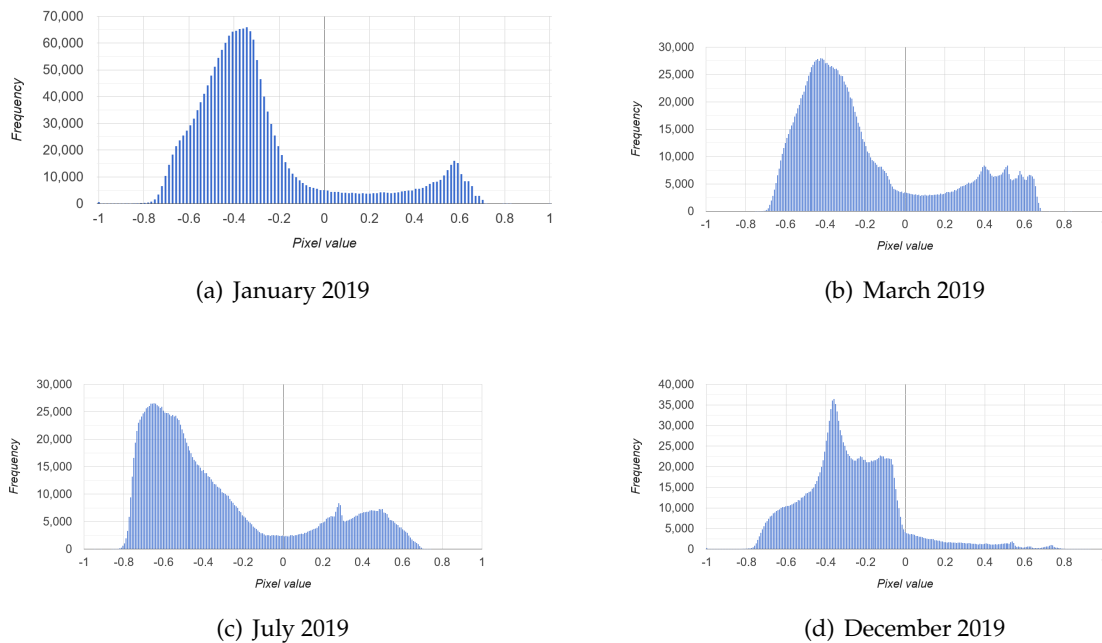 70,000
60,000
50,000
40,000
30,000
20,000
10,000
0
Frequency
-1 -0.8 -0.6 -0.4 -0.2 0 0.2 0.4 0.6 0.8 1
Pixel value
(a) January 2019
30,000
25,000
20,000
15,000
10,000
5,000
0
Frequency
-1 -0.8 -0.6 -0.4 -0.2 0 0.2 0.4 0.6 0.8
Pixel value
(b) March 2019
30,000
25,000
20,000
15,000
10,000
5,000
0
Frequency
-1 -0.8 -0.6 -0.4 -0.2 0 0.2 0.4 0.6 0.8 1
Pixel value
(c) July 2019
40,000
35,000
30,000
25,000
20,000
15,000
10,000
5,000
0
Frequency
-1 -0.8 -0.6 -0.4 -0.2 0 0.2 0.4 0.6 0.8
Pixel value
(d) December 2019